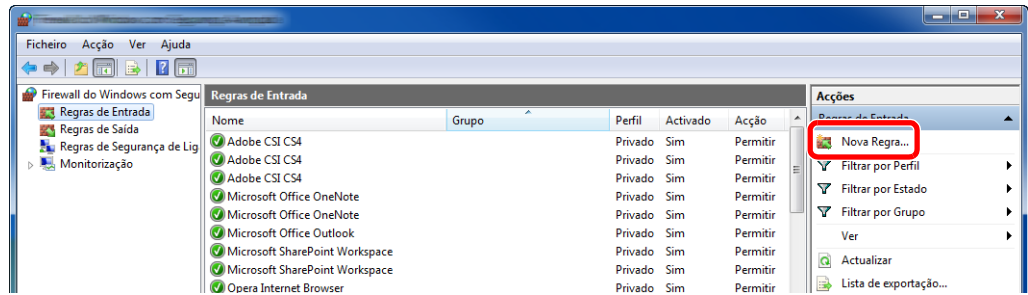 Ficheiro Acção Ver Ajuda
Firewall do Windows com Segu
Regras de Entrada
Regras de Saída
Regras de Segurança de Lig
Monitorização
Regras de Entrada
Nome Grupo Perfil Activado Acção
Adobe CSI CS4 Privado Sim Permitir
Adobe CSI CS4 Privado Sim Permitir
Adobe CSI CS4 Privado Sim Permitir
Microsoft Office OneNote Privado Sim Permitir
Microsoft Office OneNote Privado Sim Permitir
Microsoft Office Outlook Privado Sim Permitir
Microsoft SharePoint Workspace Privado Sim Permitir
Microsoft SharePoint Workspace Privado Sim Permitir
Opera Internet Browser Privado Sim Permitir
Acções
Regras de Entrada
Nova Regra...
Filtrar por Perfil
Filtrar por Estado
Filtrar por Grupo
Ver
Actualizar
Lista de exportação...